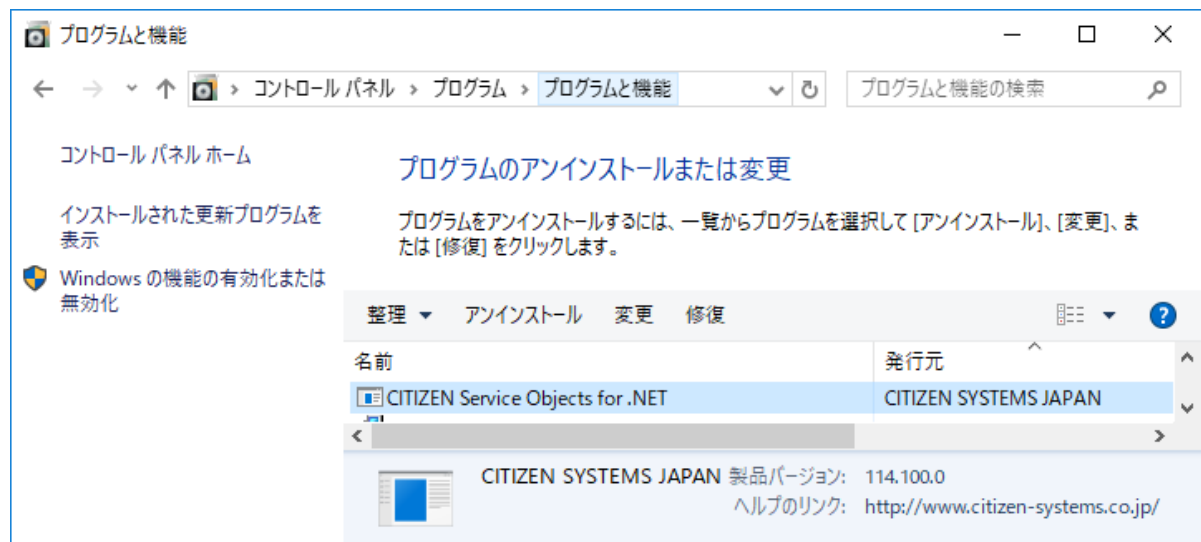 プログラムと機能
コントロール パネル › プログラム › プログラムと機能
プログラムと機能の検索
コントロール パネル ホーム
インストールされた更新プログラムを
表示
Windows の機能の有効化または
無効化
プログラムのアンインストールまたは変更
プログラムをアンインストールするには、一覧からプログラムを選択して [アンインストール]、[変更]、ま
たは [修復] をクリックします。
整理 アンインストール 変更 修復
名前 発行元
CITIZEN Service Objects for .NET CITIZEN SYSTEMS JAPAN
CITIZEN SYSTEMS JAPAN 製品バージョン: 114.100.0
ヘルプのリンク: http://www.citizen-systems.co.jp/